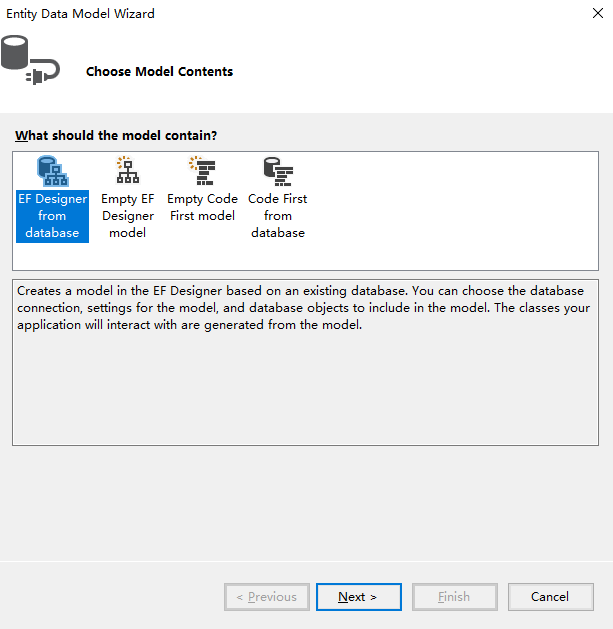 Entity Data Model Wizard
Choose Model Contents
What should the model contain?
EF Designer
from
database
Empty EF
Designer
model
Empty Code
First model
Code First
from
database
Creates a model in the EF Designer based on an existing database. You can choose the database
connection, settings for the model, and database objects to include in the model. The classes your
application will interact with are generated from the model.
< Previous
Next >
Finish
Cancel